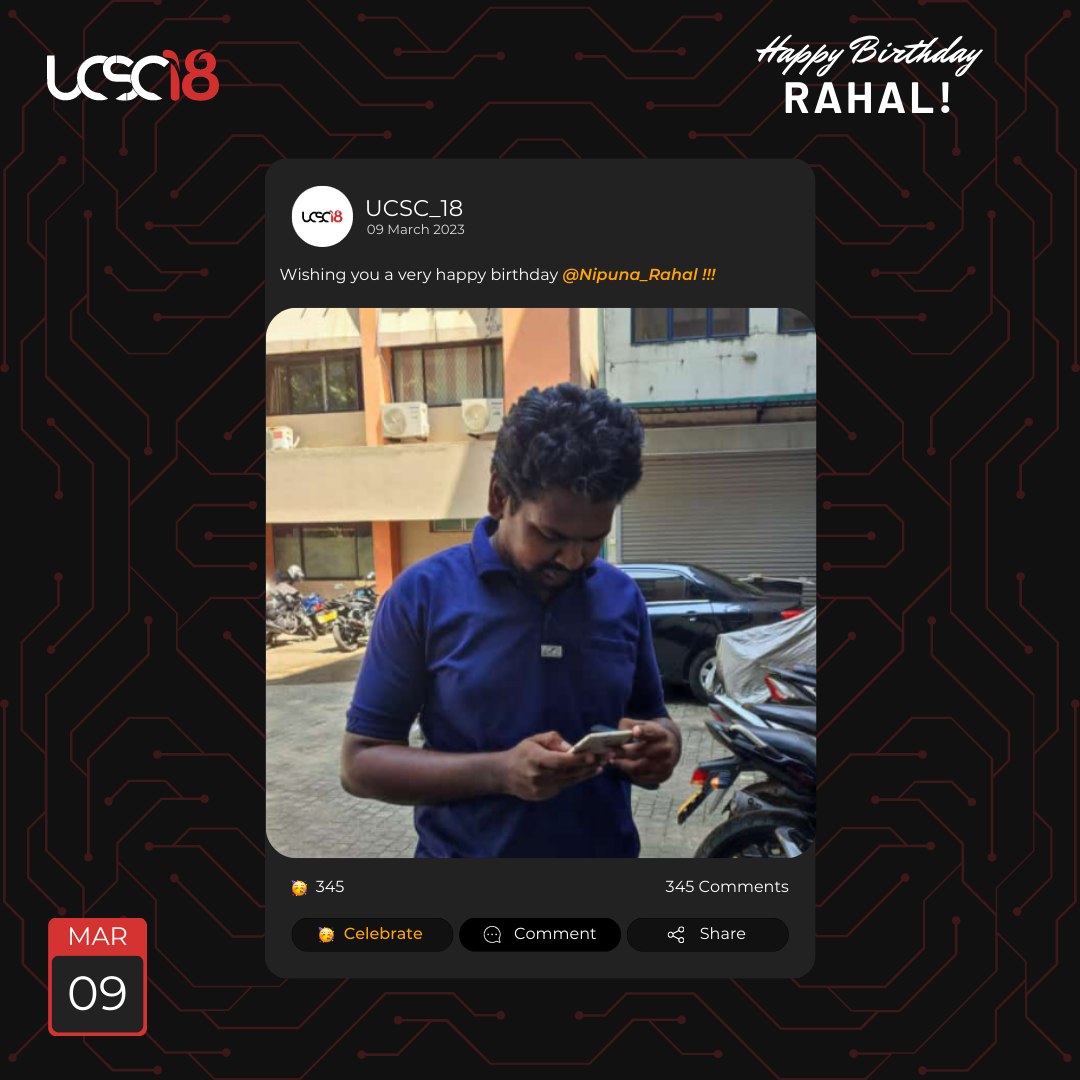 UCSC18
Happy Birthday
RAHAL!
UCSC18
UCSC_18
09 March 2023
Wishing you a very happy birthday @Nipuna_Rahal !!!
345
345 Comments
Celebrate
Comment
Share
MAR
09